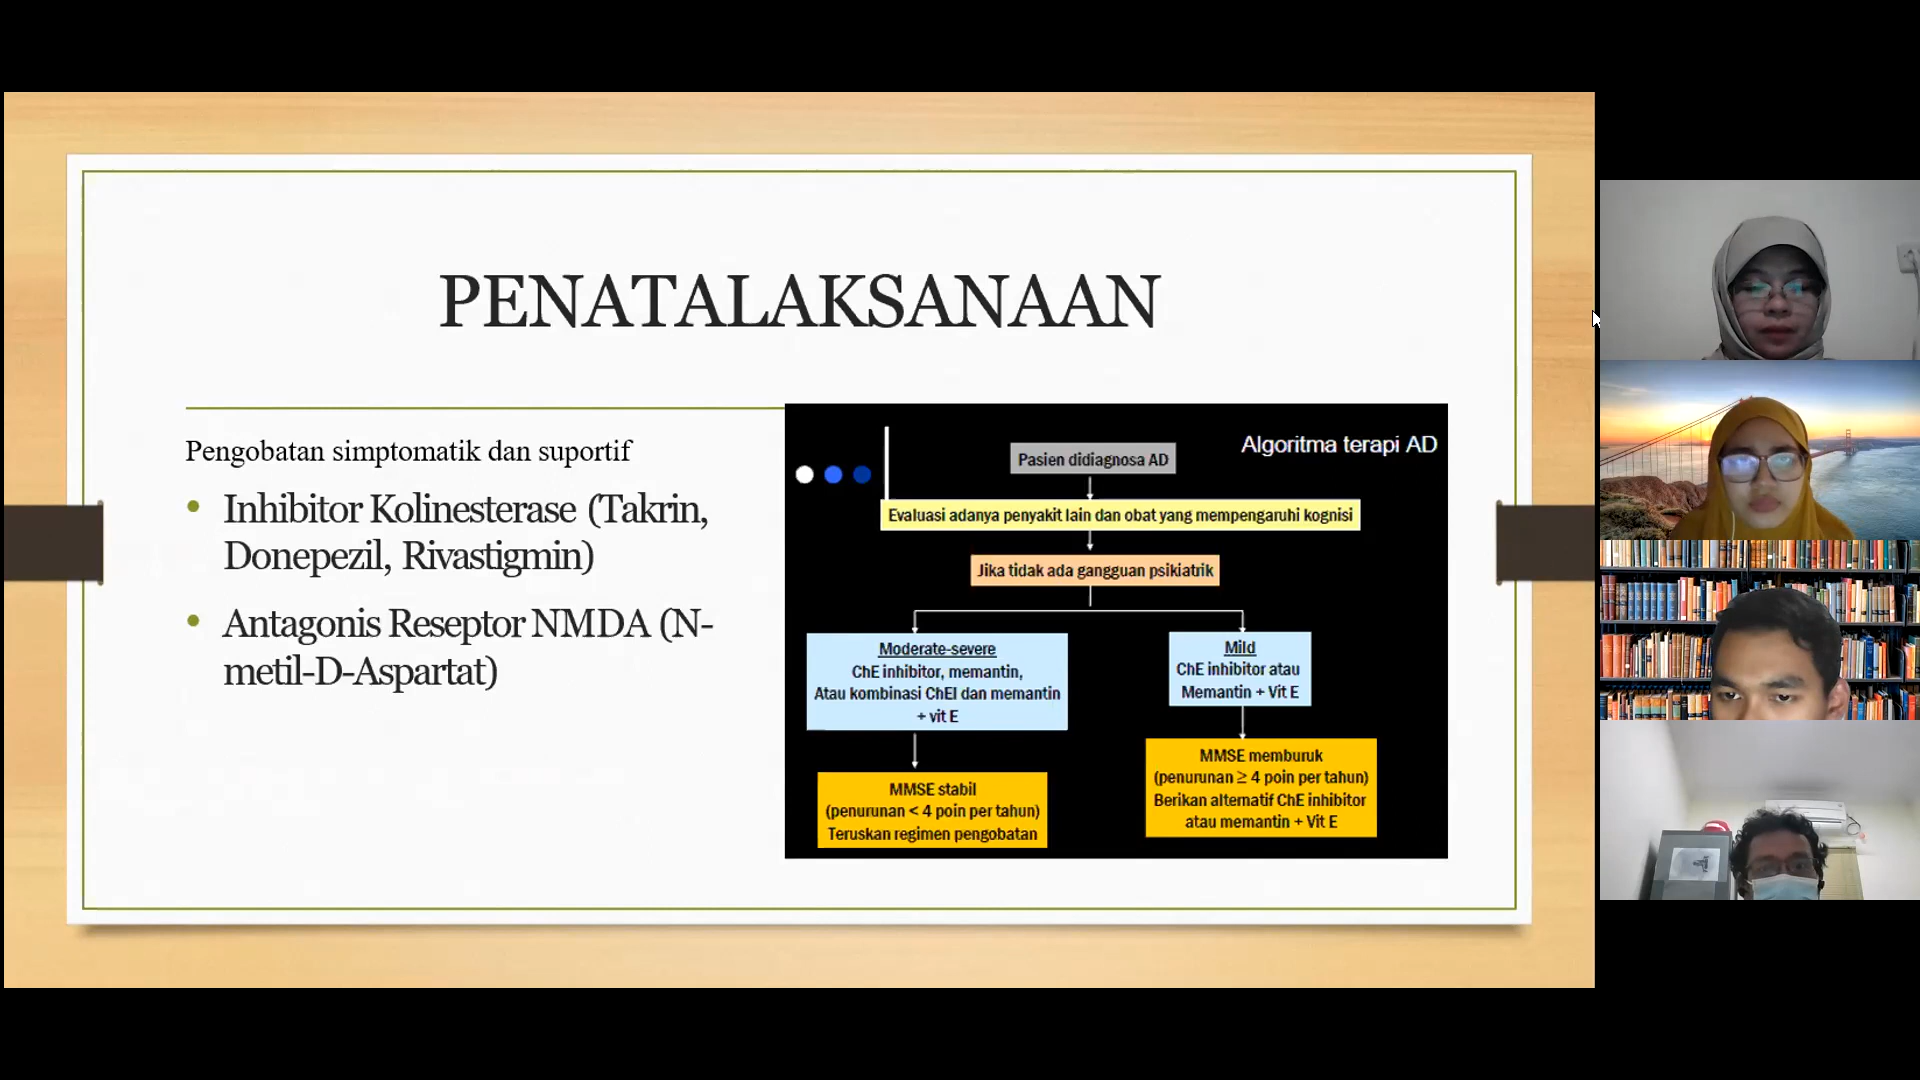 PENATALAKSANAAN
Pengobatan simptomatik dan suportif
• Inhibitor Kolinesterase (Takrin,
Donepezil, Rivastigmin)
• Antagonis Reseptor NMDA (N-
metil-D-Aspartat)
Algoritma terapi AD
Pasien didiagnosa AD
Evaluasi adanya penyakit lain dan obat yang mempengaruhi kognisi
Jika tidak ada gangguan psikiatrik
Moderate-severe
ChE inhibitor, memantin,
Atau kombinasi ChEI dan memantin
+ vit E
MMSE stabil
(penurunan < 4 poin per tahun)
Teruskan regimen pengobatan
Mild
ChE inhibitor atau
Memantin + Vit E
MMSE memburuk
(penurunan ≥ 4 poin per tahun)
Berikan alternatif ChE inhibitor
atau memantin + Vit E